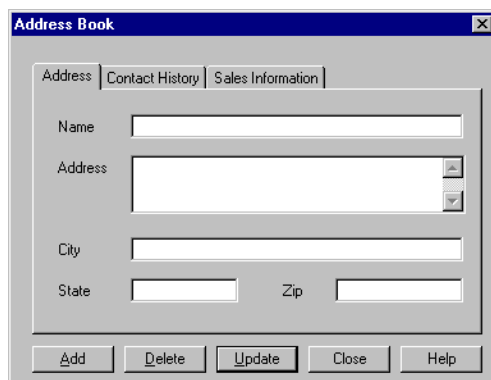 Address Book
Address Contact History Sales Information
Name
Address
City
State Zip
Add Delete Update Close Help